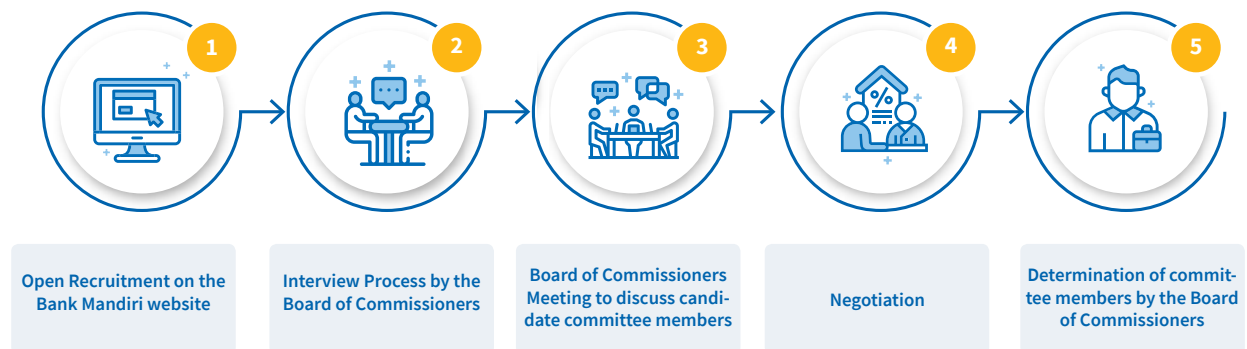 1
2
3
4
5
Open Recruitment on the
Bank Mandiri website
Interview Process by the
Board of Commissioners
Board of Commissioners
Meeting to discuss candi-
date committee members
Negotiation
Determination of commit-
tee members by the Board
of Commissioners